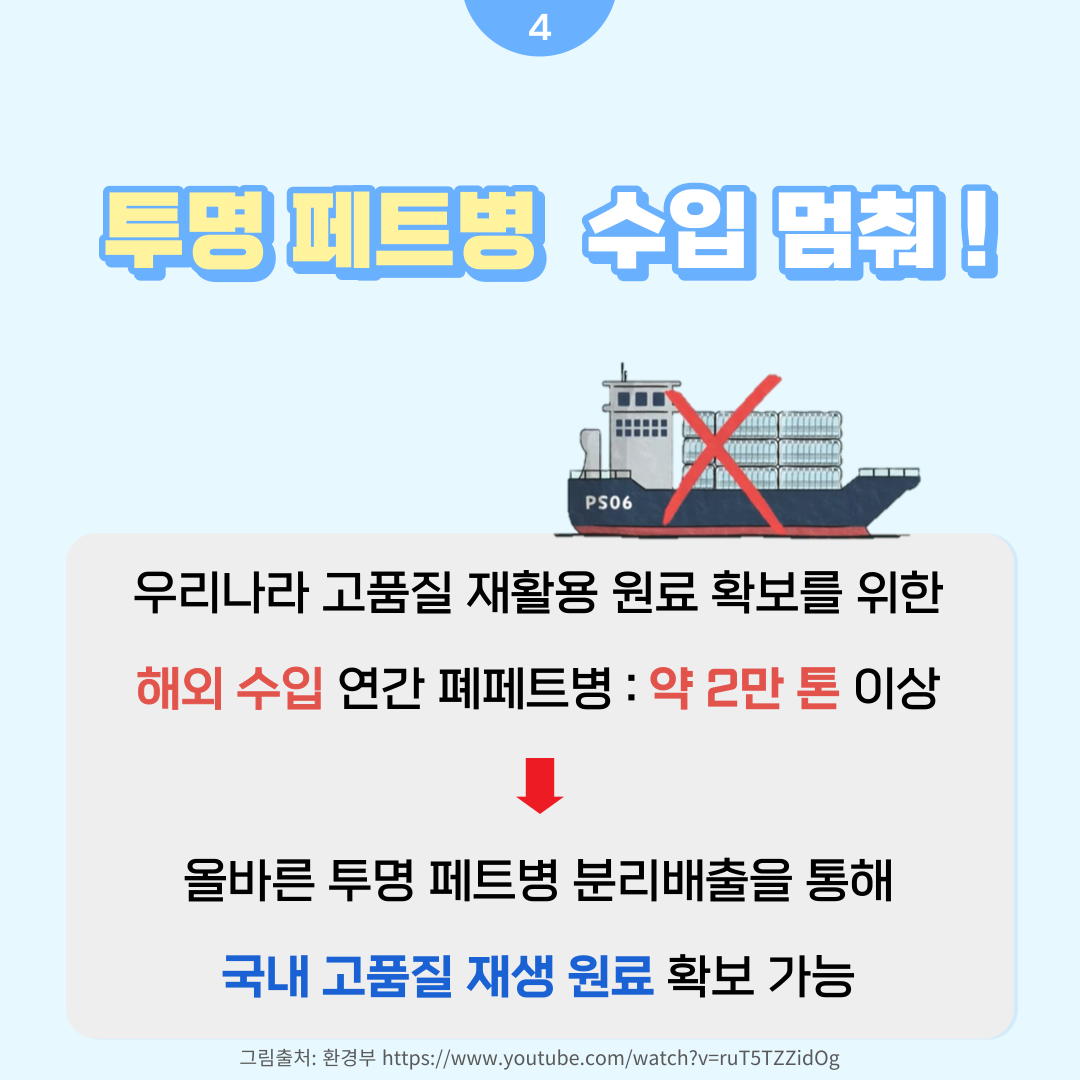 4
투명 페트병 수입 멈춰 !
PS06
우리나라 고품질 재활용 원료 확보를 위한
해외 수입 연간 폐페트병 : 약 2만 톤 이상
올바른 투명 페트병 분리배출을 통해
국내 고품질 재생 원료 확보 가능
그림출처: 환경부 https://www.youtube.com/watch?v=ruT5TZZidOg